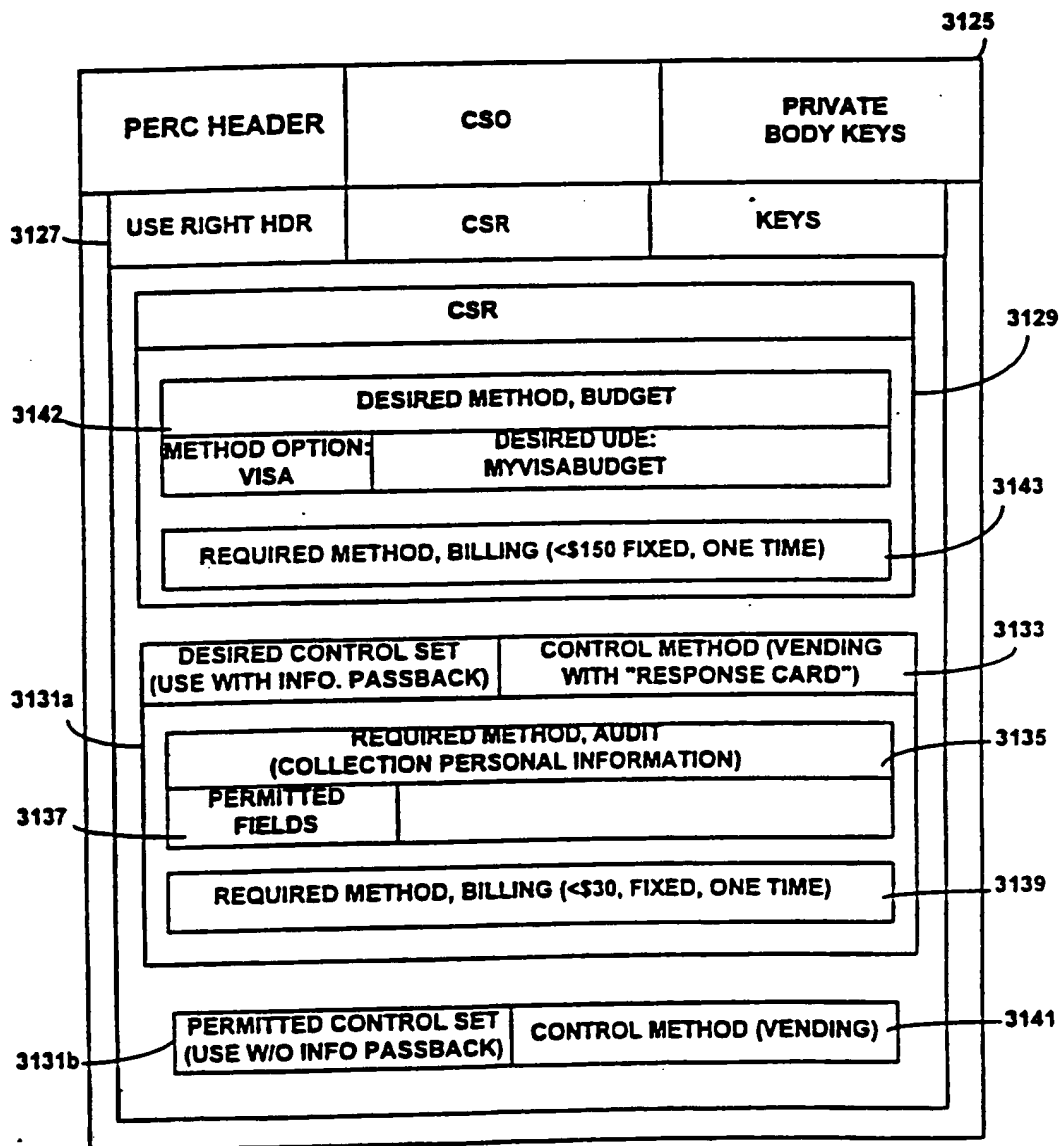 3125
PERC HEADER
CSO
PRIVATE
BODY KEYS
3127
USE RIGHT HDR
CSR
KEYS
CSR
3129
DESIRED METHOD, BUDGET
3142
METHOD OPTION:
VISA
DESIRED UDE:
MYVISABUDGET
3143
REQUIRED METHOD, BILLING (<$150 FIXED, ONE TIME)
3133
DESIRED CONTROL SET
(USE WITH INFO. PASSBACK)
CONTROL METHOD (VENDING
WITH "RESPONSE CARD")
3131a
REQUIRED METHOD, AUDIT
(COLLECTION PERSONAL INFORMATION)
3135
3137
PERMITTED
FIELDS
REQUIRED METHOD, BILLING (<$30, FIXED, ONE TIME)
3139
PERMITTED CONTROL SET
(USE W/O INFO PASSBACK)
CONTROL METHOD (VENDING)
3141
3131b